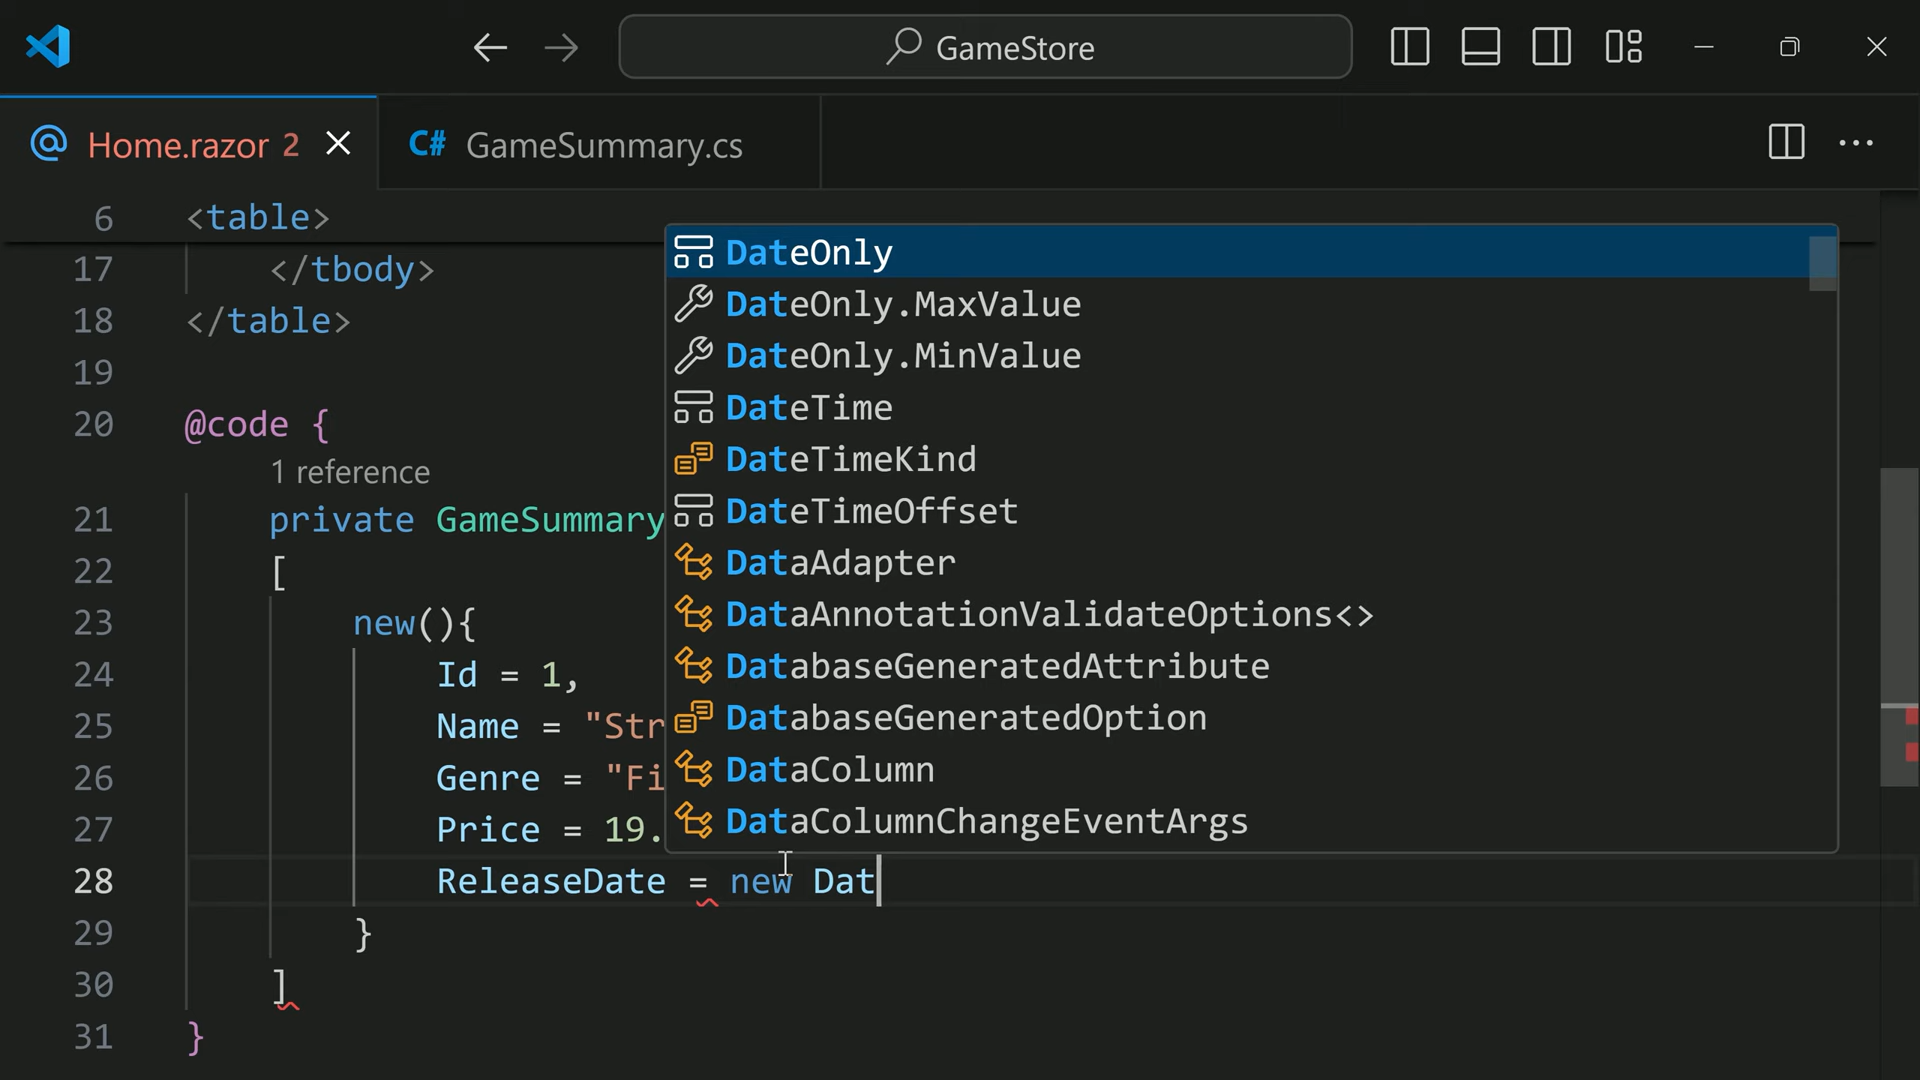 GameStore
Home.razor 2
C# GameSummary.cs
6 <table>
17 </tbody>
18 </table>
19
20 @code {
1 reference
21 private GameSummary
22 [
23 new(){
24 Id = 1,
25 Name = "Str
26 Genre = "Fi
27 Price = 19.
28 ReleaseDate = new Dat
29 }
30 ]
31 }
DateOnly
DateOnly.MaxValue
DateOnly.MinValue
DateTime
DateTimeKind
DateTimeOffset
DataAdapter
DataAnnotationValidateOptions<>
DatabaseGeneratedAttribute
DatabaseGeneratedOption
DataColumn
DataColumnChangeEventArgs